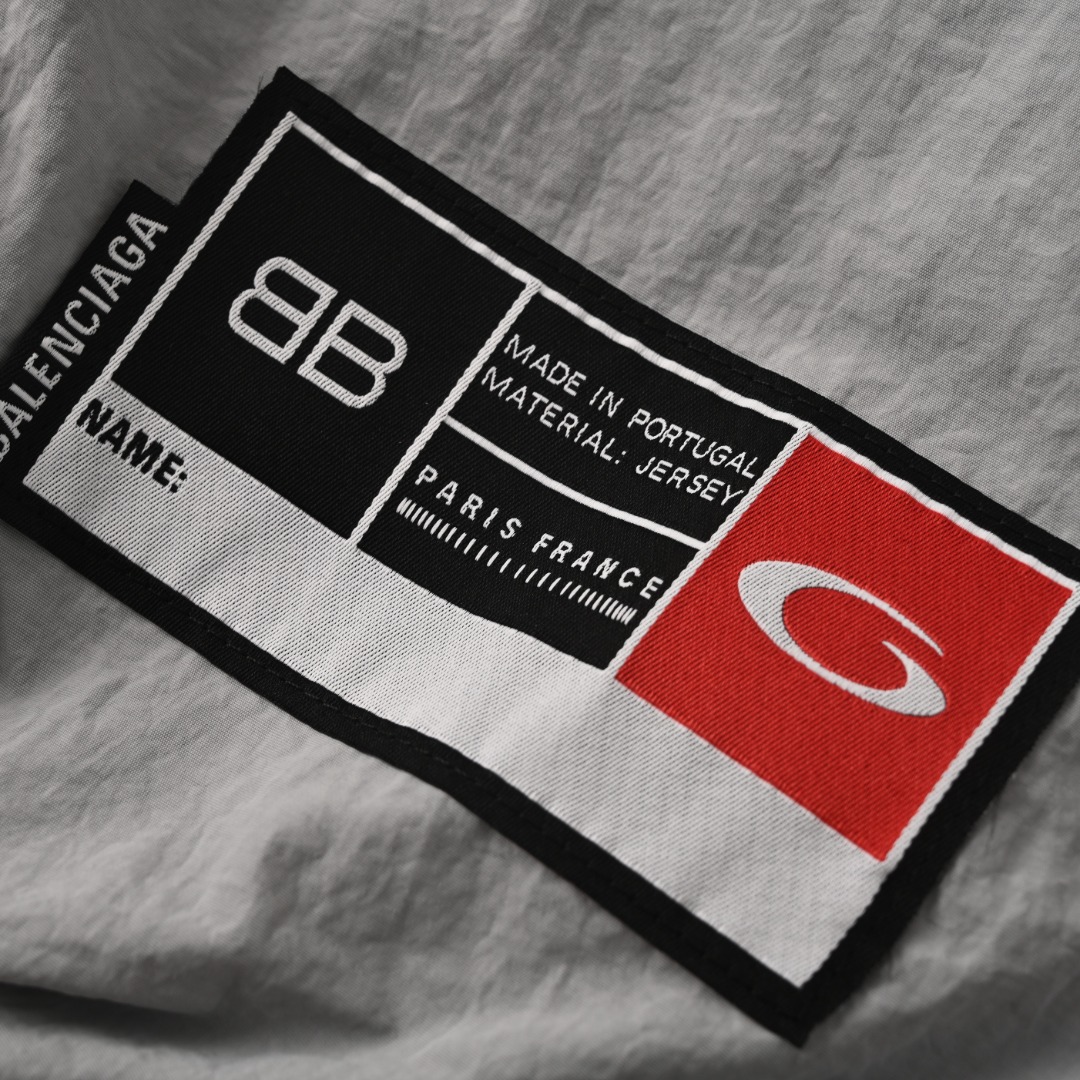 BALENCIAGA
BB
MADE IN PORTUGAL
MATERIAL: JERSEY
PARIS FRANCE
G
NAME: